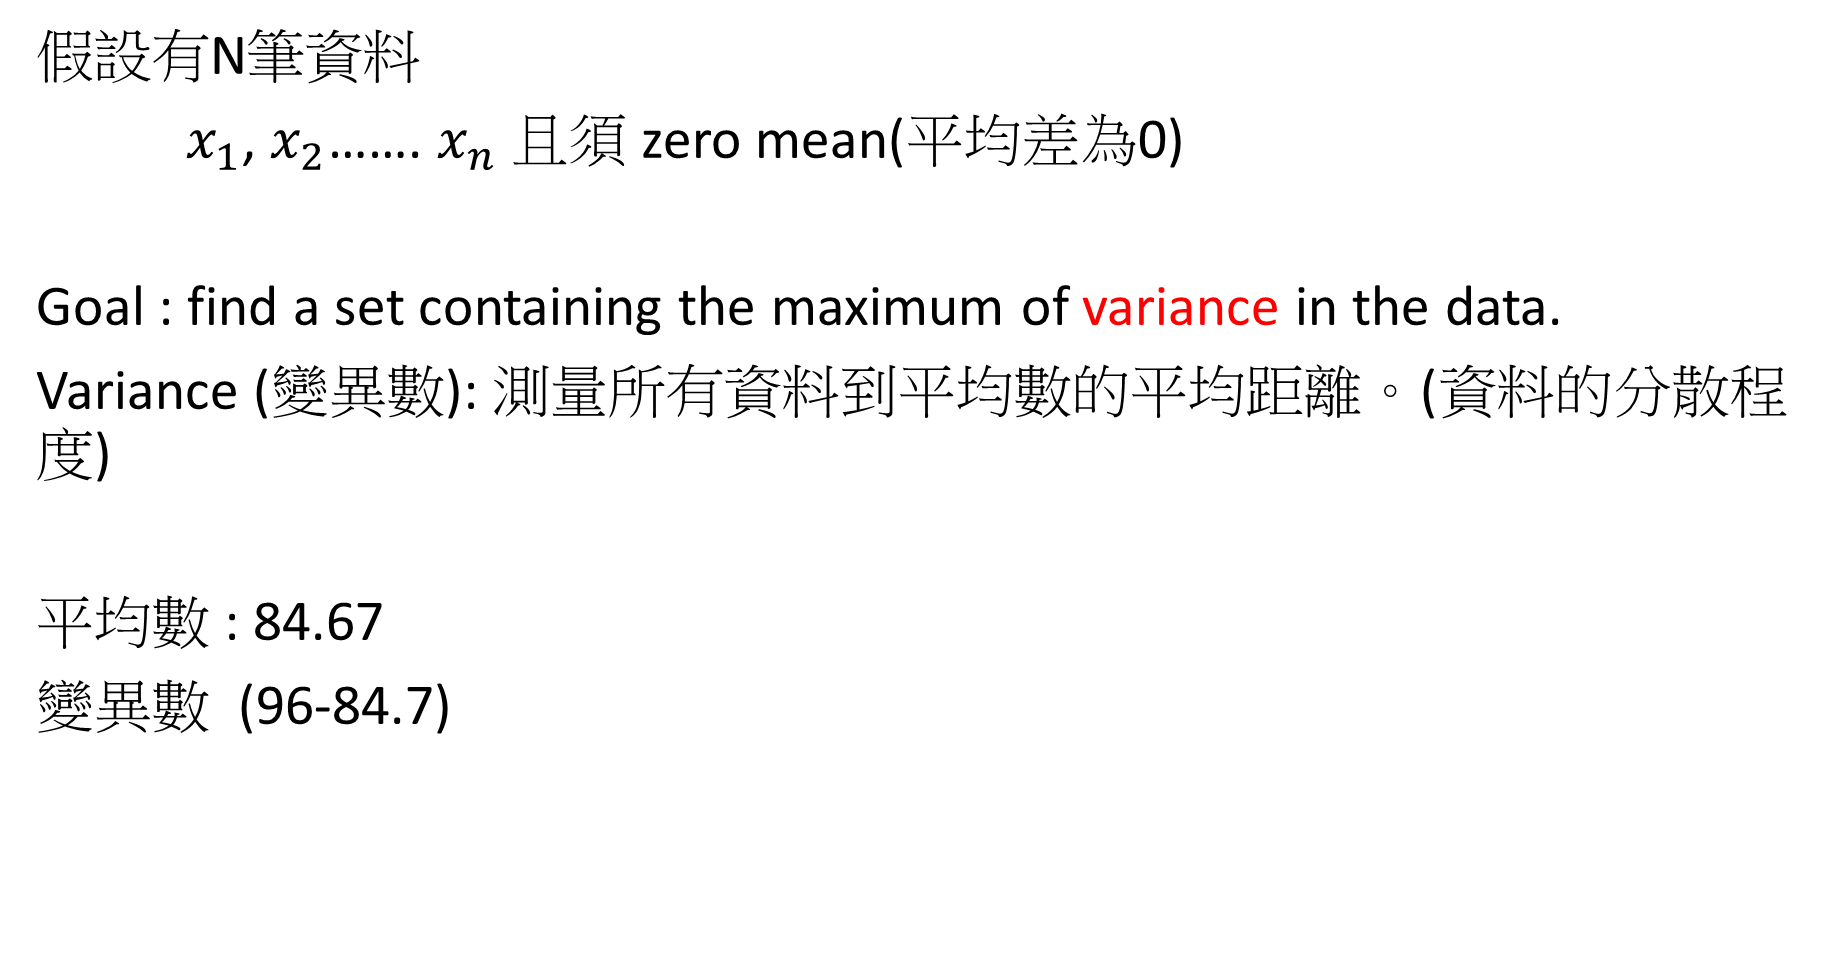 假設有N筆資料
x₁, x₂....... xₙ 且須 zero mean(平均差為0)
Goal : find a set containing the maximum of variance in the data.
Variance (變異數): 測量所有資料到平均數的平均距離。(資料的分散程
度)
平均數 : 84.67
變異數 (96-84.7)